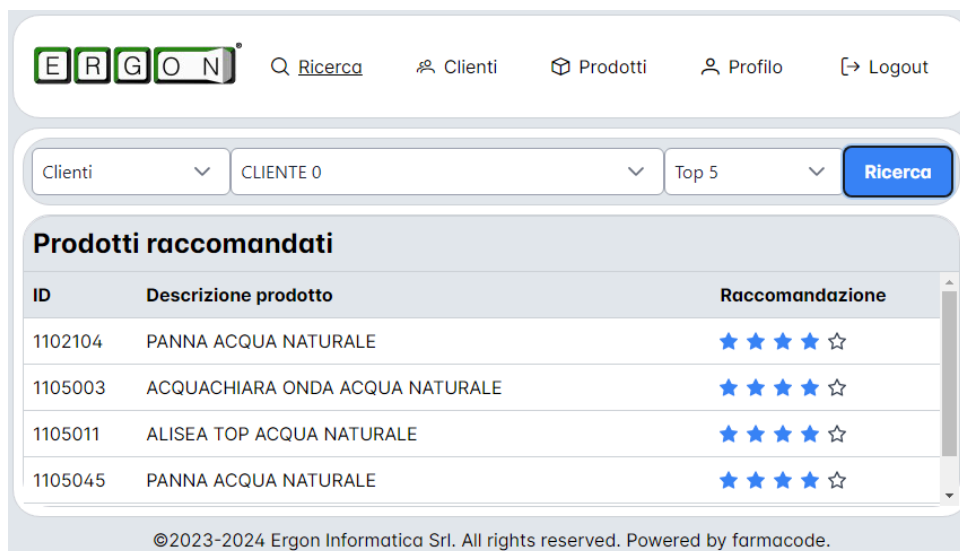 ERGON® Ricerca Clienti Prodotti Profilo Logout
Clienti CLIENTE 0 Top 5 Ricerca
Prodotti raccomandati
ID Descrizione prodotto Raccomandazione
1102104 PANNA ACQUA NATURALE
1105003 ACQUACHIARA ONDA ACQUA NATURALE
1105011 ALISEA TOP ACQUA NATURALE
1105045 PANNA ACQUA NATURALE
©2023-2024 Ergon Informatica Srl. All rights reserved. Powered by farmacode.